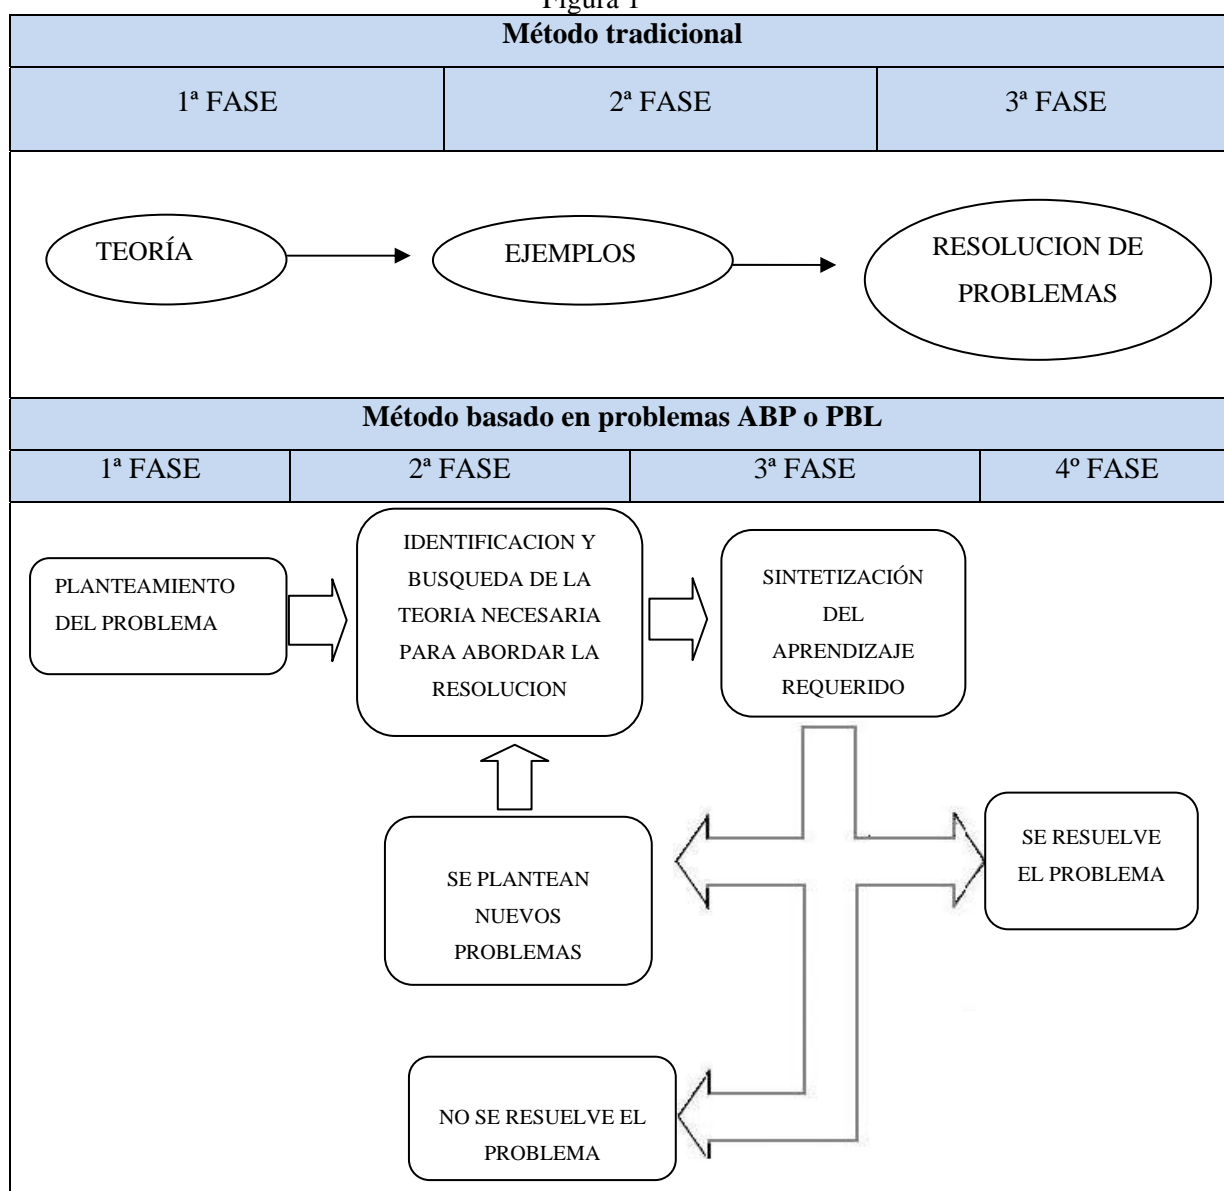 Figura 1
Método tradicional
1ª FASE
2ª FASE
3ª FASE
TEORÍA
EJEMPLOS
RESOLUCION DE
PROBLEMAS
Método basado en problemas ABP o PBL
1ª FASE
2ª FASE
3ª FASE
4º FASE
PLANTEAMIENTO
DEL PROBLEMA
IDENTIFICACION Y
BUSQUEDA DE LA
TEORIA NECESARIA
PARA ABORDAR LA
RESOLUCION
SINTETIZACIÓN
DEL
APRENDIZAJE
REQUERIDO
SE PLANTEAN
NUEVOS
PROBLEMAS
SE RESUELVE
EL PROBLEMA
NO SE RESUELVE EL
PROBLEMA